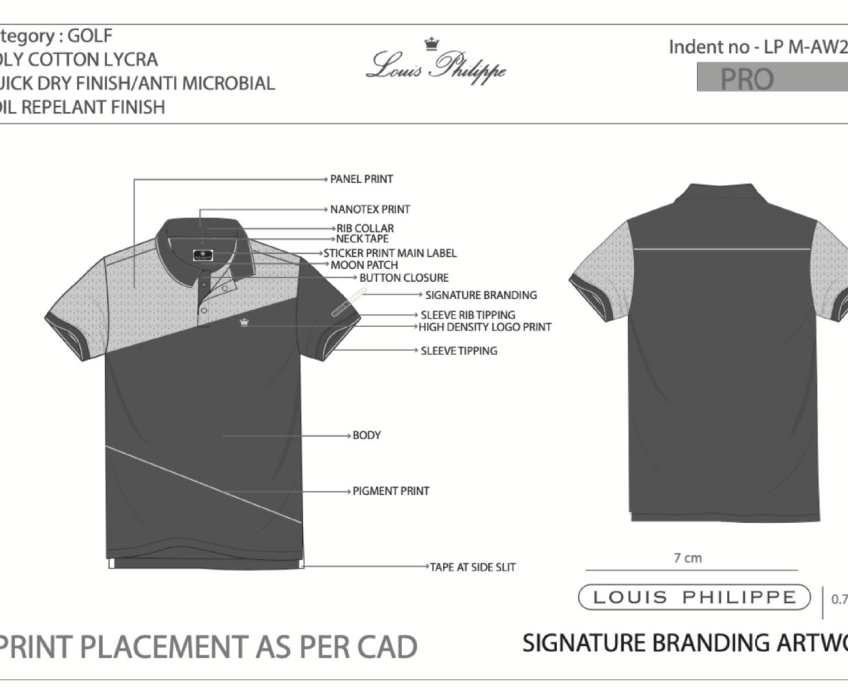 tegory : GOLF
OLY COTTON LYCRA
UICK DRY FINISH/ANTI MICROBIAL
OIL REPELANT FINISH
Louis Philippe
Indent no - LP M-AW2
PRO
PANEL PRINT
NANOTEX PRINT
RIB COLLAR
NECK TAPE
STICKER PRINT MAIN LABEL
MOON PATCH
BUTTON CLOSURE
SIGNATURE BRANDING
SLEEVE RIB TIPPING
HIGH DENSITY LOGO PRINT
SLEEVE TIPPING
BODY
PIGMENT PRINT
TAPE AT SIDE SLIT
7 cm
LOUIS PHILIPPE
0.7
PRINT PLACEMENT AS PER CAD
SIGNATURE BRANDING ARTWO